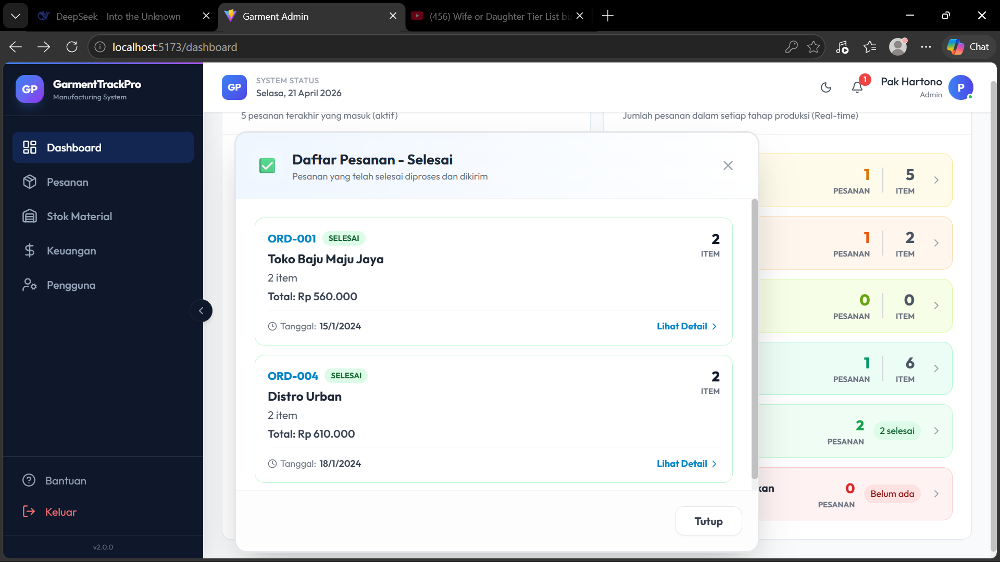 DeepSeek - Into the Unknown
Garment Admin
(456) Wife or Daughter Tier List bu
localhost:5173/dashboard
Chat
GP
GarmentTrackPro
Manufacturing System
Dashboard
Pesanan
Stok Material
Keuangan
Pengguna
Bantuan
Keluar
v2.0.0
GP
SYSTEM STATUS
Selasa, 21 April 2026
1
Pak Hartono
Admin
P
5 pesanan terakhir yang masuk (aktif)
Jumlah pesanan dalam setiap tahap produksi (Real-time)
Daftar Pesanan - Selesai
Pesanan yang telah selesai diproses dan dikirim
ORD-001 SELESAI
2
ITEM
Toko Baju Maju Jaya
2 item
Total: Rp 560.000
Tanggal: 15/1/2024
Lihat Detail
ORD-004 SELESAI
2
ITEM
Distro Urban
2 item
Total: Rp 610.000
Tanggal: 18/1/2024
Lihat Detail
Tutup
1 5
PESANAN ITEM
1 2
PESANAN ITEM
0 0
PESANAN ITEM
1 6
PESANAN ITEM
2 2 selesai
PESANAN
kan
0 Belum ada
PESANAN